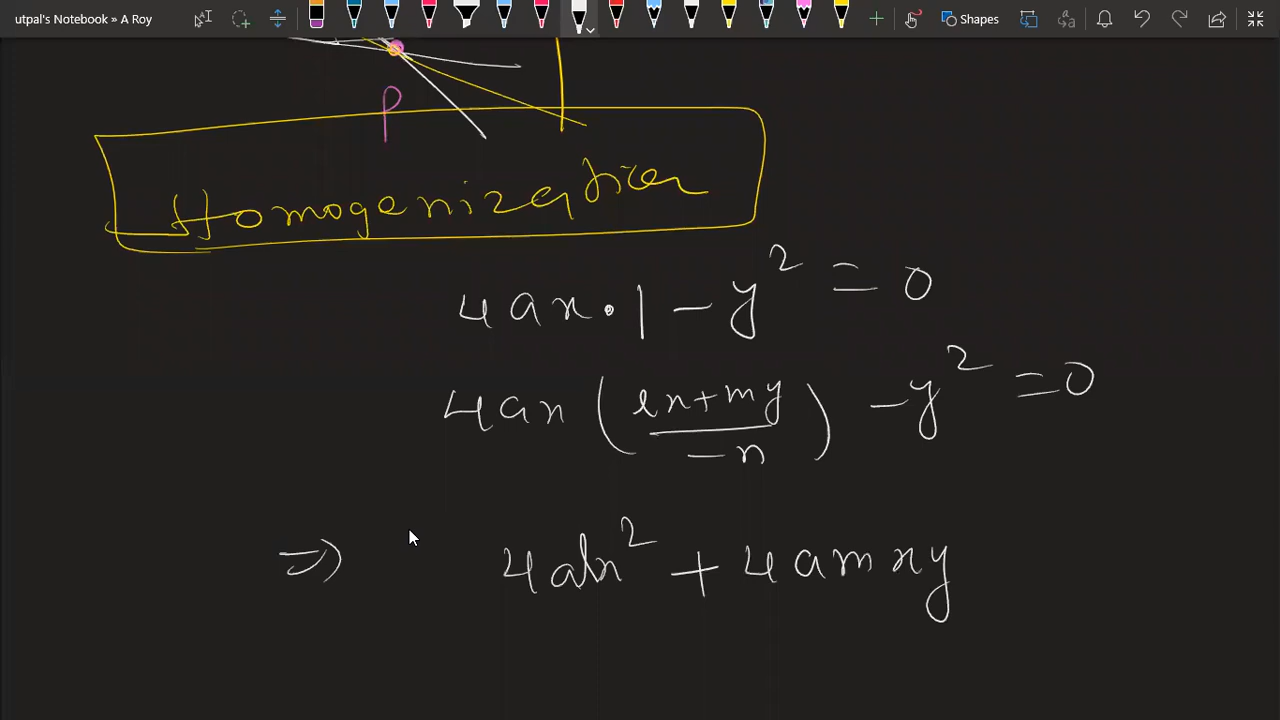 utpal's Notebook » A Roy
Shapes
P
Homogenization
4ax·1 - y² = 0
4ax (lx+my / -n) - y² = 0
⇒ 4alx² + 4amxy